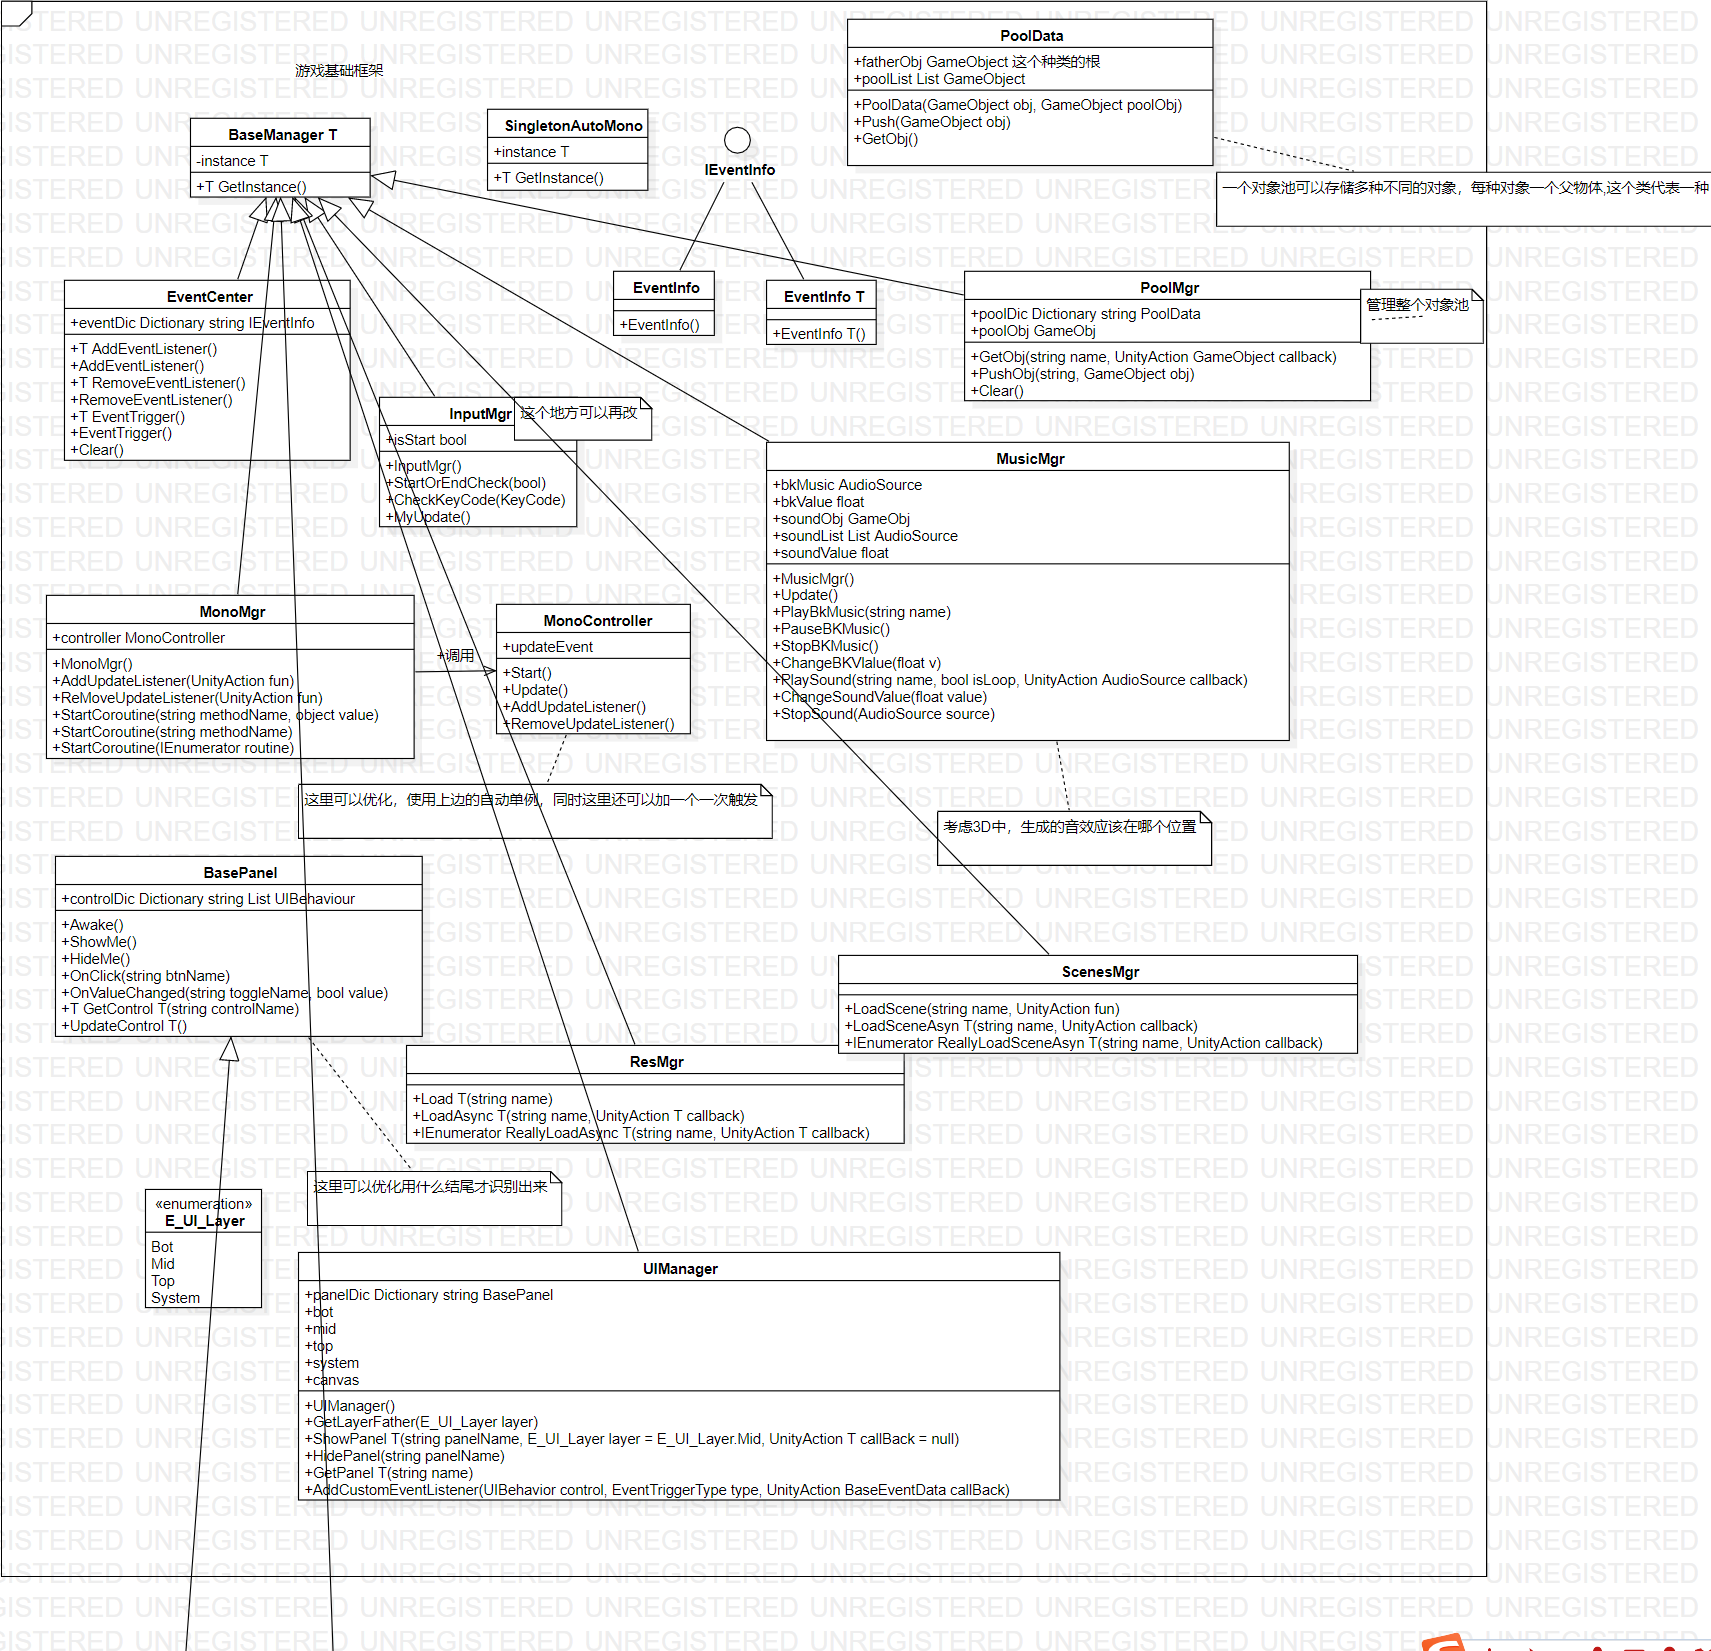 游戏基础框架
PoolData
+fatherObj GameObject 这个种类的根
+poolList List GameObject
+PoolData(GameObject obj, GameObject poolObj)
+Push(GameObject obj)
+GetObj()
BaseManager T
-instance T
+T GetInstance()
SingletonAutoMono
+instance T
+T GetInstance()
IEventInfo
一个对象池可以存储多种不同的对象，每种对象一个父物体,这个类代表一种
EventCenter
+eventDic Dictionary string IEventInfo
+T AddEventListener()
+AddEventListener()
+T RemoveEventListener()
+RemoveEventListener()
+T EventTrigger()
+EventTrigger()
+Clear()
EventInfo
+EventInfo()
EventInfo T
+EventInfo T()
PoolMgr
+poolDic Dictionary string PoolData
+poolObj GameObj
+GetObj(string name, UnityAction GameObject callback)
+PushObj(string, GameObject obj)
+Clear()
管理整个对象池
InputMgr
+isStart bool
+InputMgr()
+StartOrEndCheck(bool)
+CheckKeyCode(KeyCode)
+MyUpdate()
这个地方可以再改
MusicMgr
+bkMusic AudioSource
+bkValue float
+soundObj GameObj
+soundList List AudioSource
+soundValue float
+MusicMgr()
+Update()
+PlayBkMusic(string name)
+PauseBKMusic()
+StopBKMusic()
+ChangeBKVlalue(float v)
+PlaySound(string name, bool isLoop, UnityAction AudioSource callback)
+ChangeSoundValue(float value)
+StopSound(AudioSource source)
MonoMgr
+controller MonoController
+MonoMgr()
+AddUpdateListener(UnityAction fun)
+ReMoveUpdateListener(UnityAction fun)
+StartCoroutine(string methodName, object value)
+StartCoroutine(string methodName)
+StartCoroutine(IEnumerator routine)
+调用
MonoController
+updateEvent
+Start()
+Update()
+AddUpdateListener()
+RemoveUpdateListener()
这里可以优化，使用上边的自动单例，同时这里还可以加一个一次触发
考虑3D中，生成的音效应该在哪个位置
BasePanel
+controlDic Dictionary string List UIBehaviour
+Awake()
+ShowMe()
+HideMe()
+OnClick(string btnName)
+OnValueChanged(string toggleName, bool value)
+T GetControl T(string controlName)
+UpdateControl T()
ScenesMgr
+LoadScene(string name, UnityAction fun)
+LoadSceneAsyn T(string name, UnityAction callback)
+IEnumerator ReallyLoadSceneAsyn T(string name, UnityAction callback)
ResMgr
+Load T(string name)
+LoadAsync T(string name, UnityAction T callback)
+IEnumerator ReallyLoadAsync T(string name, UnityAction T callback)
这里可以优化用什么结尾才识别出来
«enumeration»
E_UI_Layer
Bot
Mid
Top
System
UIManager
+panelDic Dictionary string BasePanel
+bot
+mid
+top
+system
+canvas
+UIManager()
+GetLayerFather(E_UI_Layer layer)
+ShowPanel T(string panelName, E_UI_Layer layer = E_UI_Layer.Mid, UnityAction T callBack = null)
+HidePanel(string panelName)
+GetPanel T(string name)
+AddCustomEventListener(UIBehavior control, EventTriggerType type, UnityAction BaseEventData callBack)
UNREGISTERED